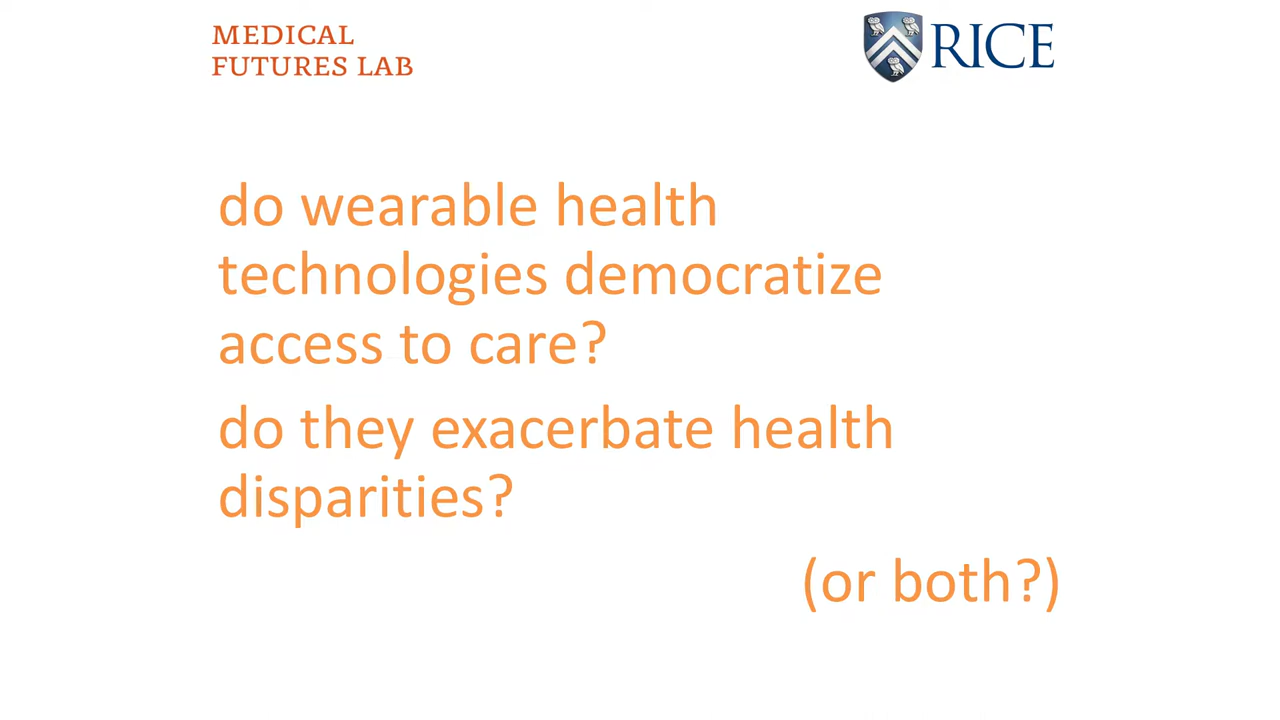 MEDICAL
FUTURES LAB
RICE
do wearable health
technologies democratize
access to care?
do they exacerbate health
disparities?
(or both?)